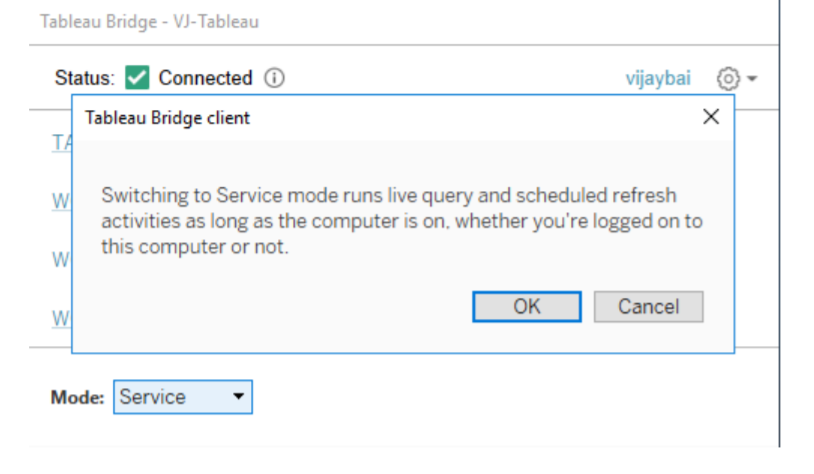 Tableau Bridge - VJ-Tableau
Status: Connected vijaybai
Tableau Bridge client
Switching to Service mode runs live query and scheduled refresh
activities as long as the computer is on, whether you're logged on to
this computer or not.
OK Cancel
Mode: Service